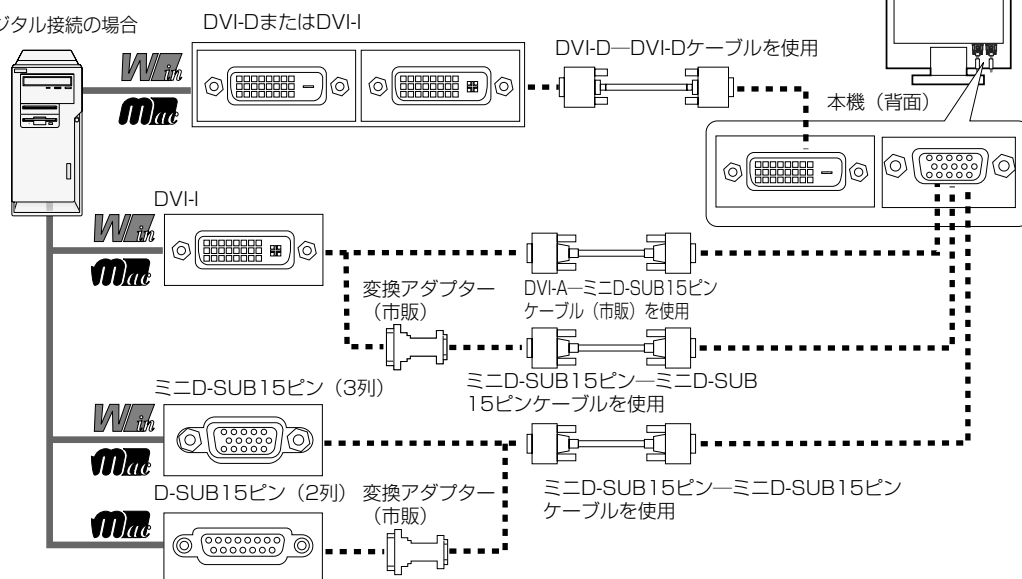 ジタル接続の場合
DVI-DまたはDVI-I
Win
Mac
DVI-D―DVI-Dケーブルを使用
本機（背面）
DVI-I
Win
Mac
変換アダプター
（市販）
DVI-A―ミニD-SUB15ピン
ケーブル（市販）を使用
ミニD-SUB15ピン―ミニD-SUB
15ピンケーブルを使用
ミニD-SUB15ピン（3列）
Win
Mac
ミニD-SUB15ピン―ミニD-SUB15ピン
ケーブルを使用
D-SUB15ピン（2列）
変換アダプター
（市販）
Mac